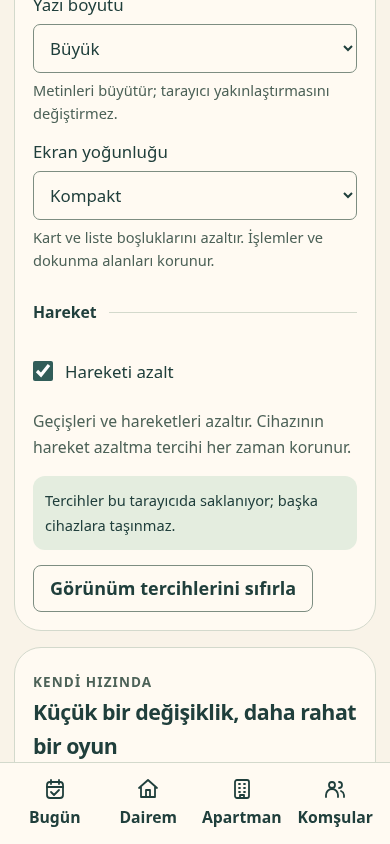 Yazı boyutu
Büyük
Metinleri büyütür; tarayıcı yakınlaştırmasını
değiştirmez.
Ekran yoğunluğu
Kompakt
Kart ve liste boşluklarını azaltır. İşlemler ve
dokunma alanları korunur.
Hareket
Hareketi azalt
Geçişleri ve hareketleri azaltır. Cihazının
hareket azaltma tercihi her zaman korunur.
Tercihler bu tarayıcıda saklanıyor; başka
cihazlara taşınmaz.
Görünüm tercihlerini sıfırla
KENDİ HIZINDA
Küçük bir değişiklik, daha rahat
bir oyun
Bugün
Dairem
Apartman
Komşular